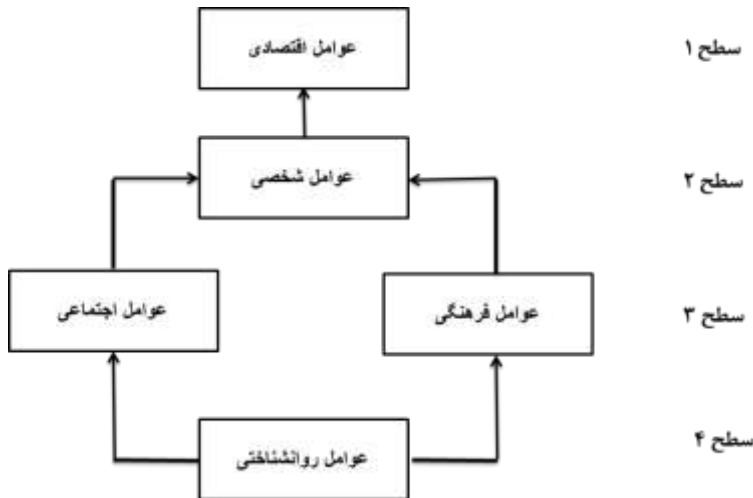 سطح ۱
عوامل اقتصادی
سطح ۲
عوامل شخصی
سطح ۳
عوامل فرهنگی
عوامل اجتماعی
سطح ۴
عوامل روانشناختی